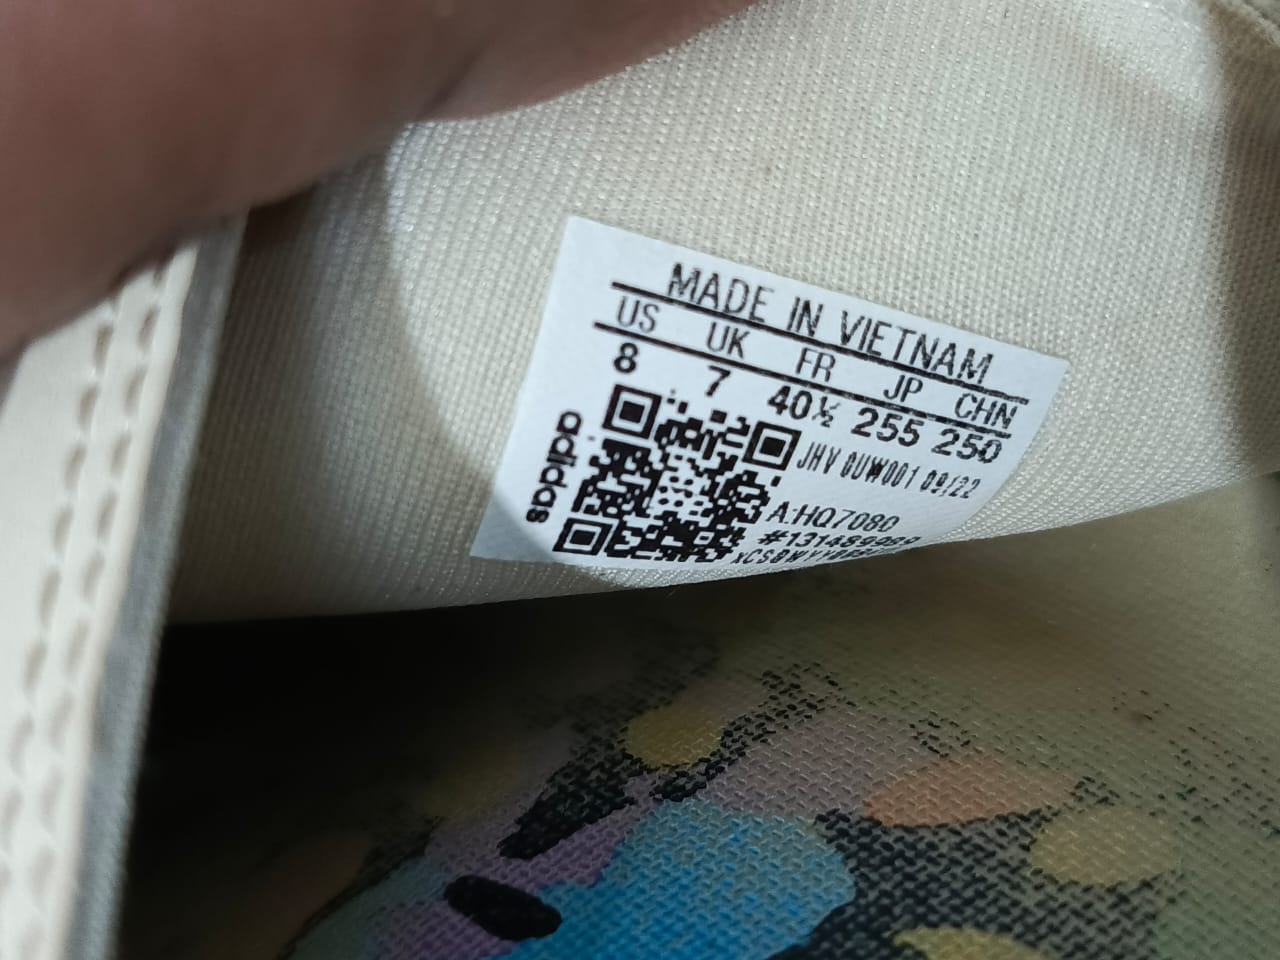 MADE IN VIETNAM
US UK FR JP CHN
8 7 40½ 255 250
JHV 0UW001 09/22
adidas
A:HQ7080